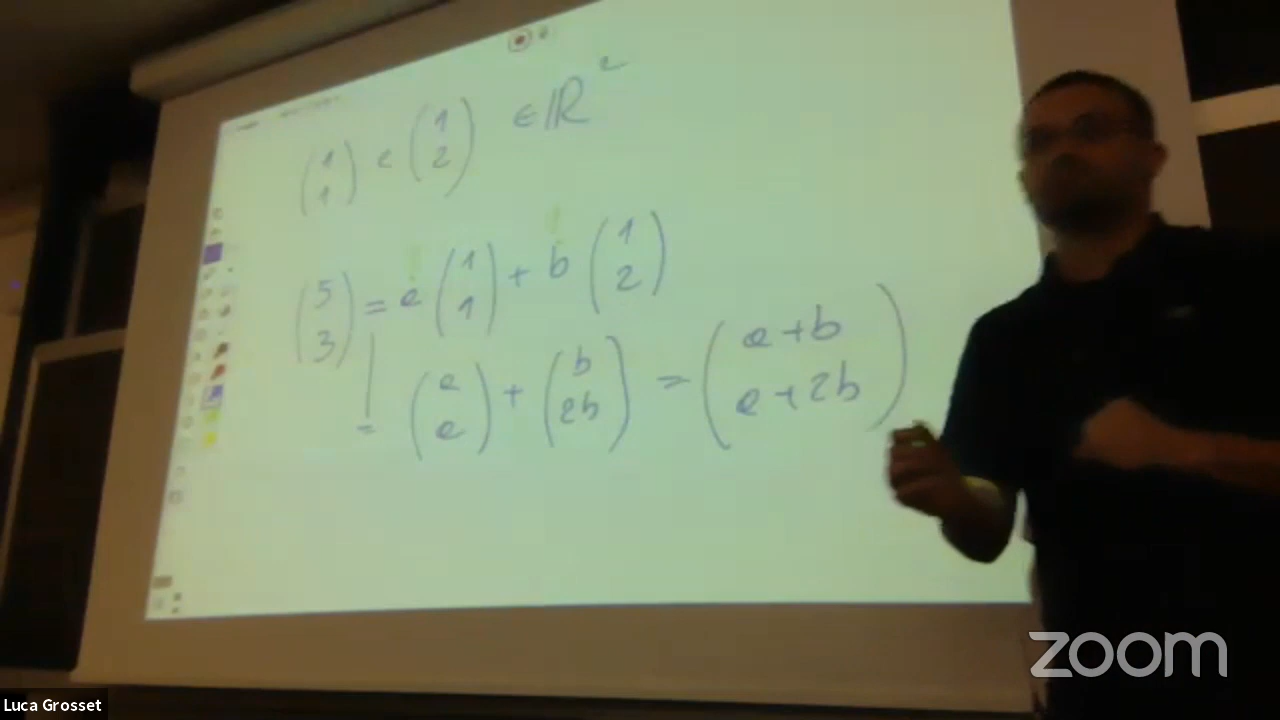 (1 1) e (1 2) ∈ ℝ²
(5 3) = a (1 1) + b (1 2)
= (a a) + (b 2b) = (a+b a+2b)
zoom
Luca Grosset